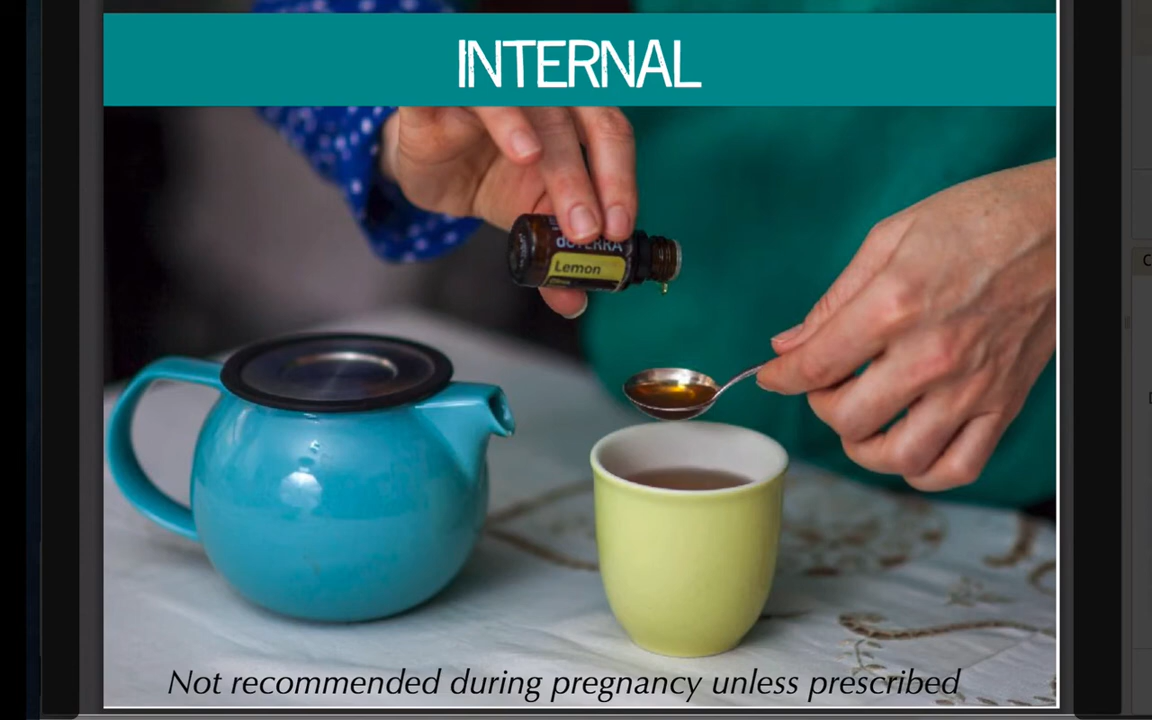 INTERNAL
dōTERRA
Lemon
Not recommended during pregnancy unless prescribed